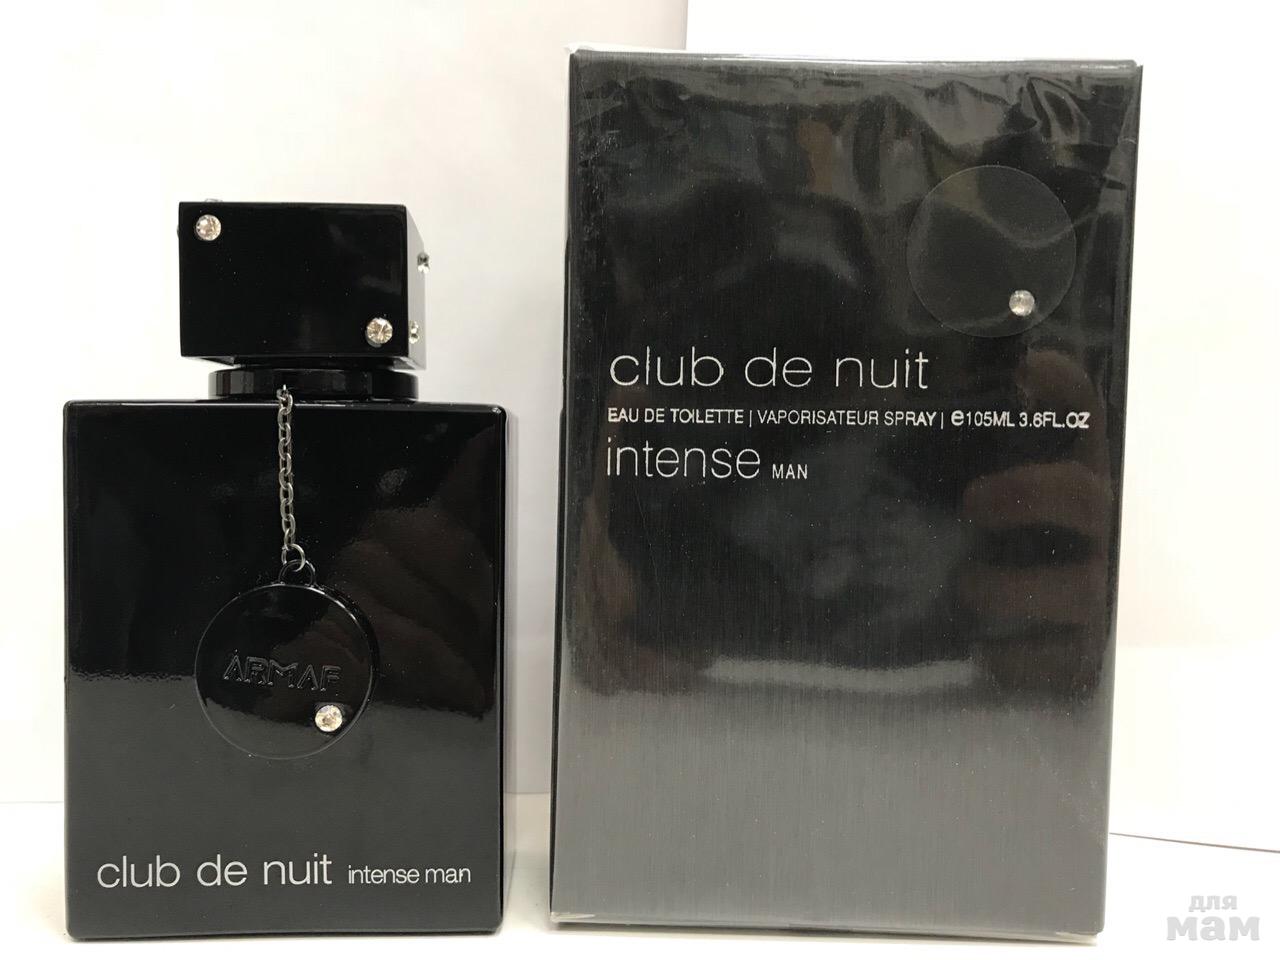 club de nuit
EAU DE TOILETTE | VAPORISATEUR SPRAY | e105ML 3.6FL.OZ
intense MAN
ARMAF
club de nuit intense man
для
мам